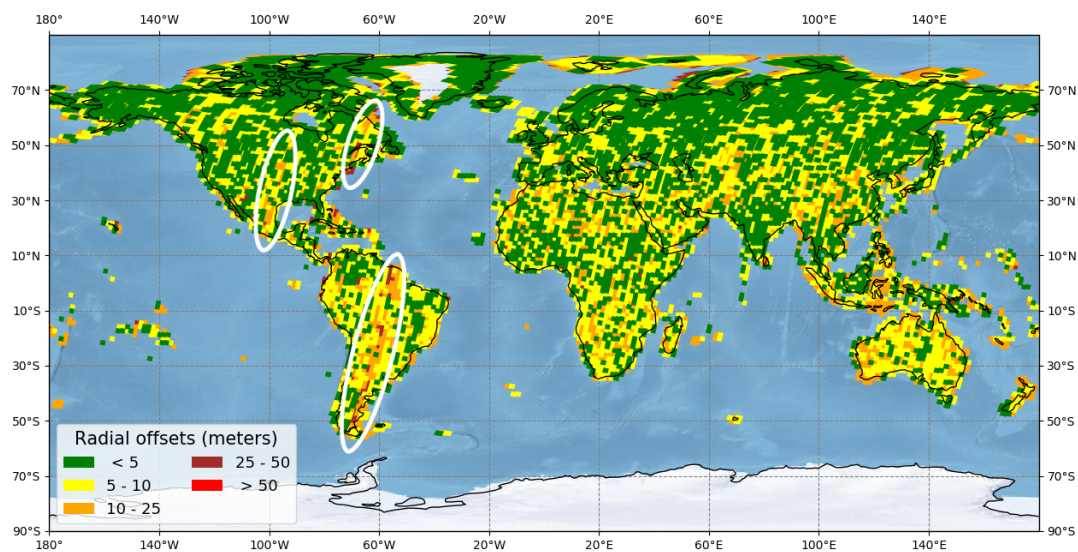 180° 140°W 100°W 60°W 20°W 20°E 60°E 100°E 140°E
70°N 70°N
50°N 50°N
30°N 30°N
10°N 10°N
10°S 10°S
30°S 30°S
50°S 50°S
Radial offsets (meters)
< 5 25 - 50
70°S 70°S
5 - 10 > 50
10 - 25
90°S 90°S
180° 140°W 100°W 60°W 20°W 20°E 60°E 100°E 140°E